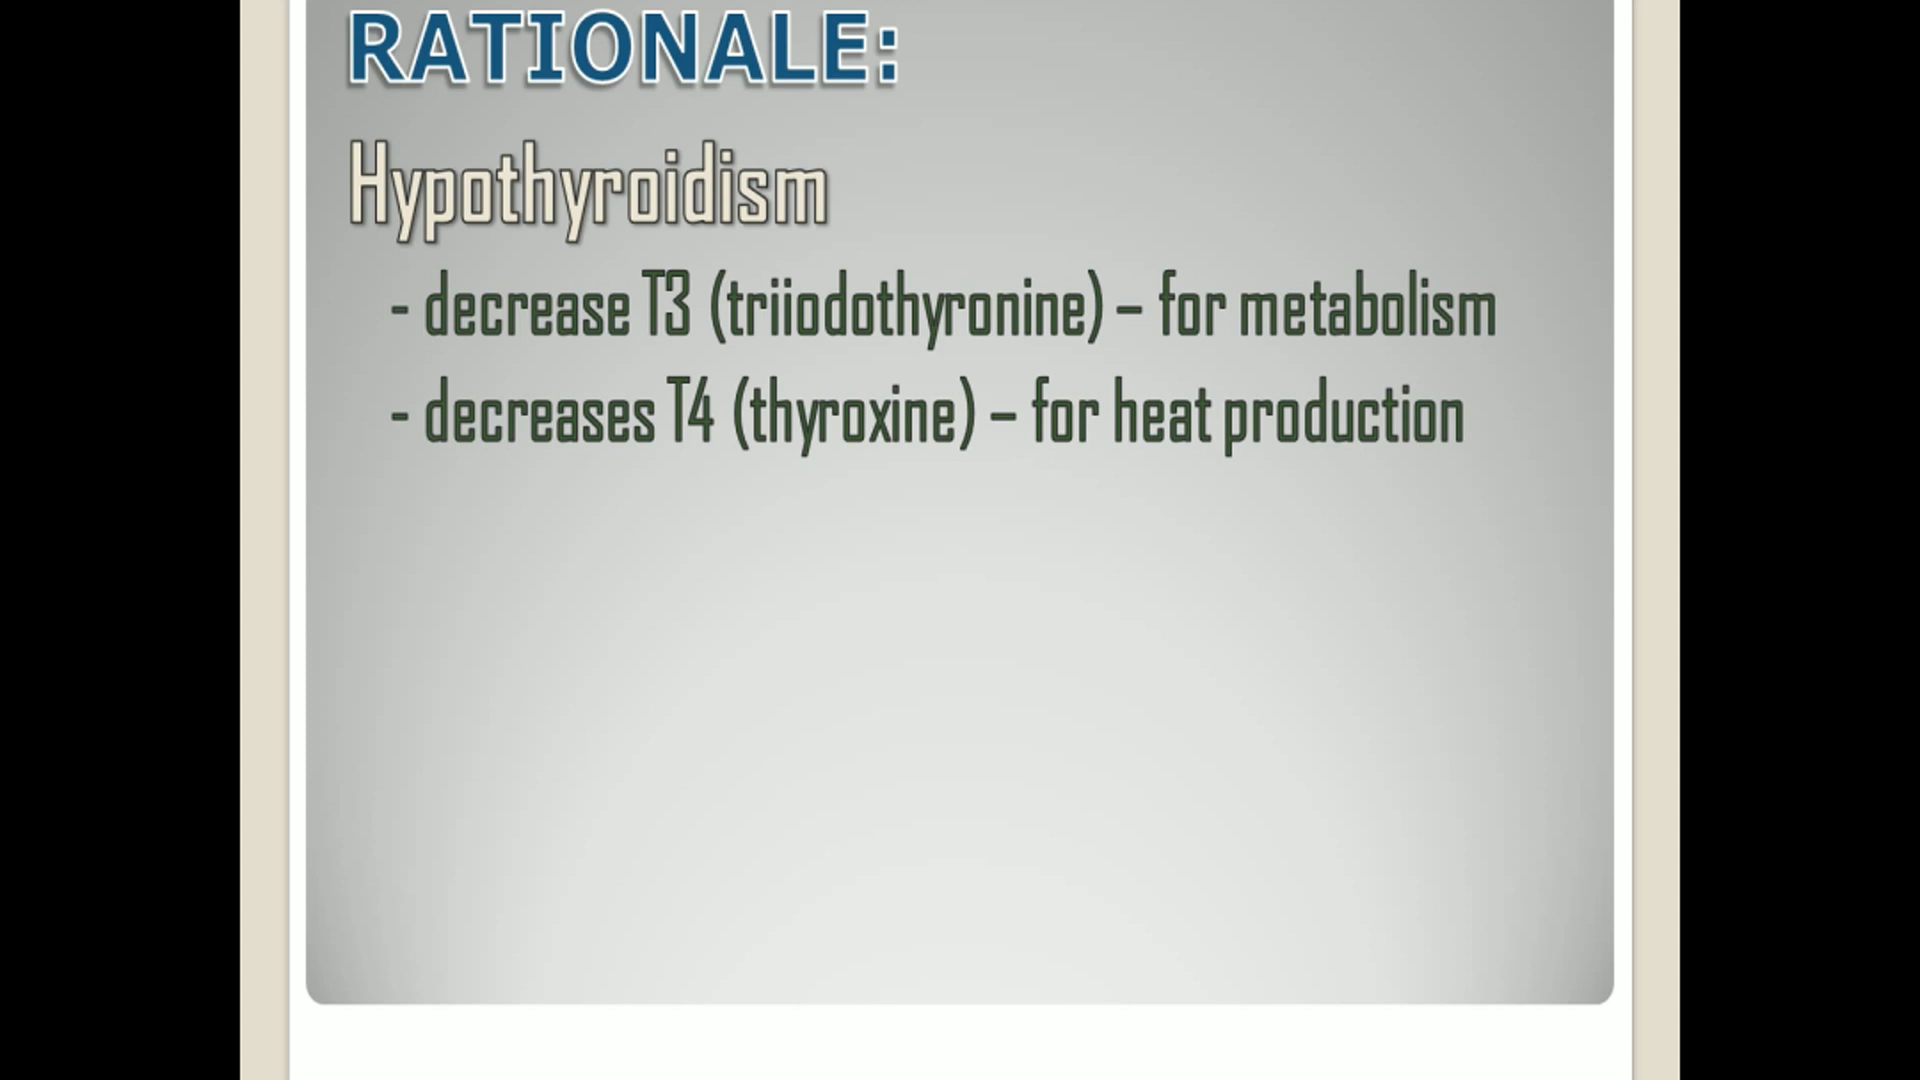 RATIONALE:
Hypothyroidism
- decrease T3 (triiodothyronine) – for metabolism
- decreases T4 (thyroxine) – for heat production